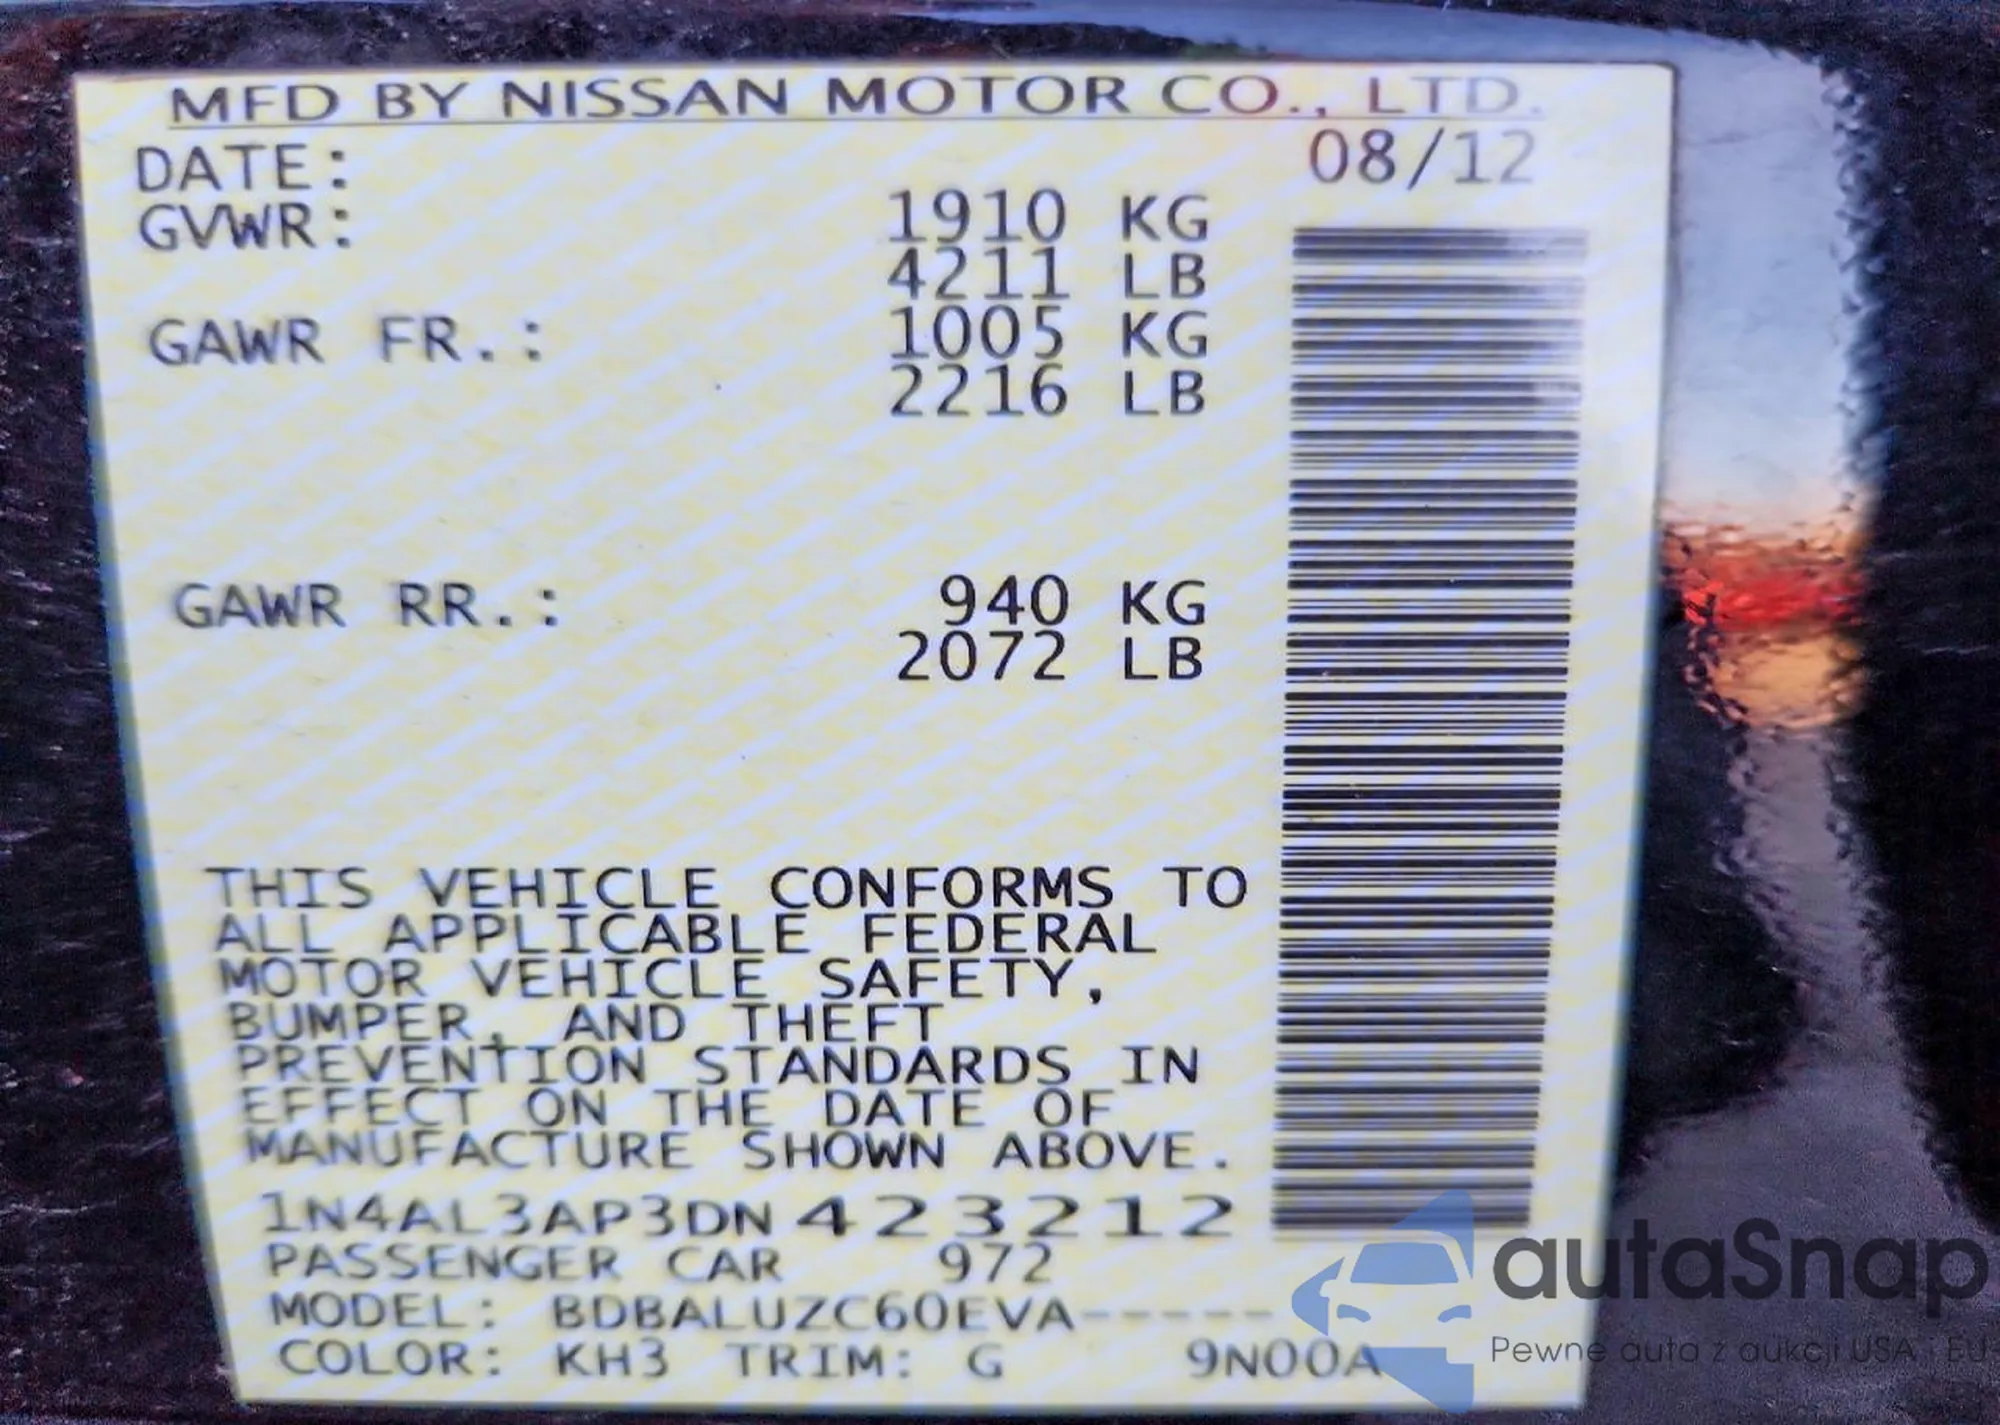 MFD BY NISSAN MOTOR CO., LTD.
DATE: 08/12
GVWR: 1910 KG
4211 LB
GAWR FR.: 1005 KG
2216 LB
GAWR RR.: 940 KG
2072 LB
THIS VEHICLE CONFORMS TO
ALL APPLICABLE FEDERAL
MOTOR VEHICLE SAFETY,
BUMPER, AND THEFT
PREVENTION STANDARDS IN
EFFECT ON THE DATE OF
MANUFACTURE SHOWN ABOVE.
1N4AL3AP3DN423212
PASSENGER CAR 972
MODEL: BDBALUZC60EVA-----
COLOR: KH3 TRIM: G 9N00A
autaSnap
Pewne auta z aukcji USA i EU